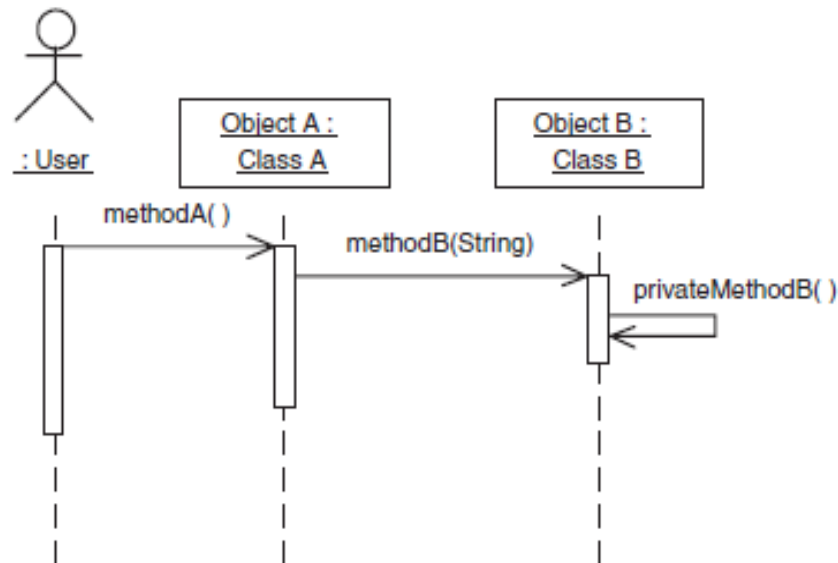 : User
Object A :
Class A
Object B :
Class B
methodA( )
methodB(String)
privateMethodB( )